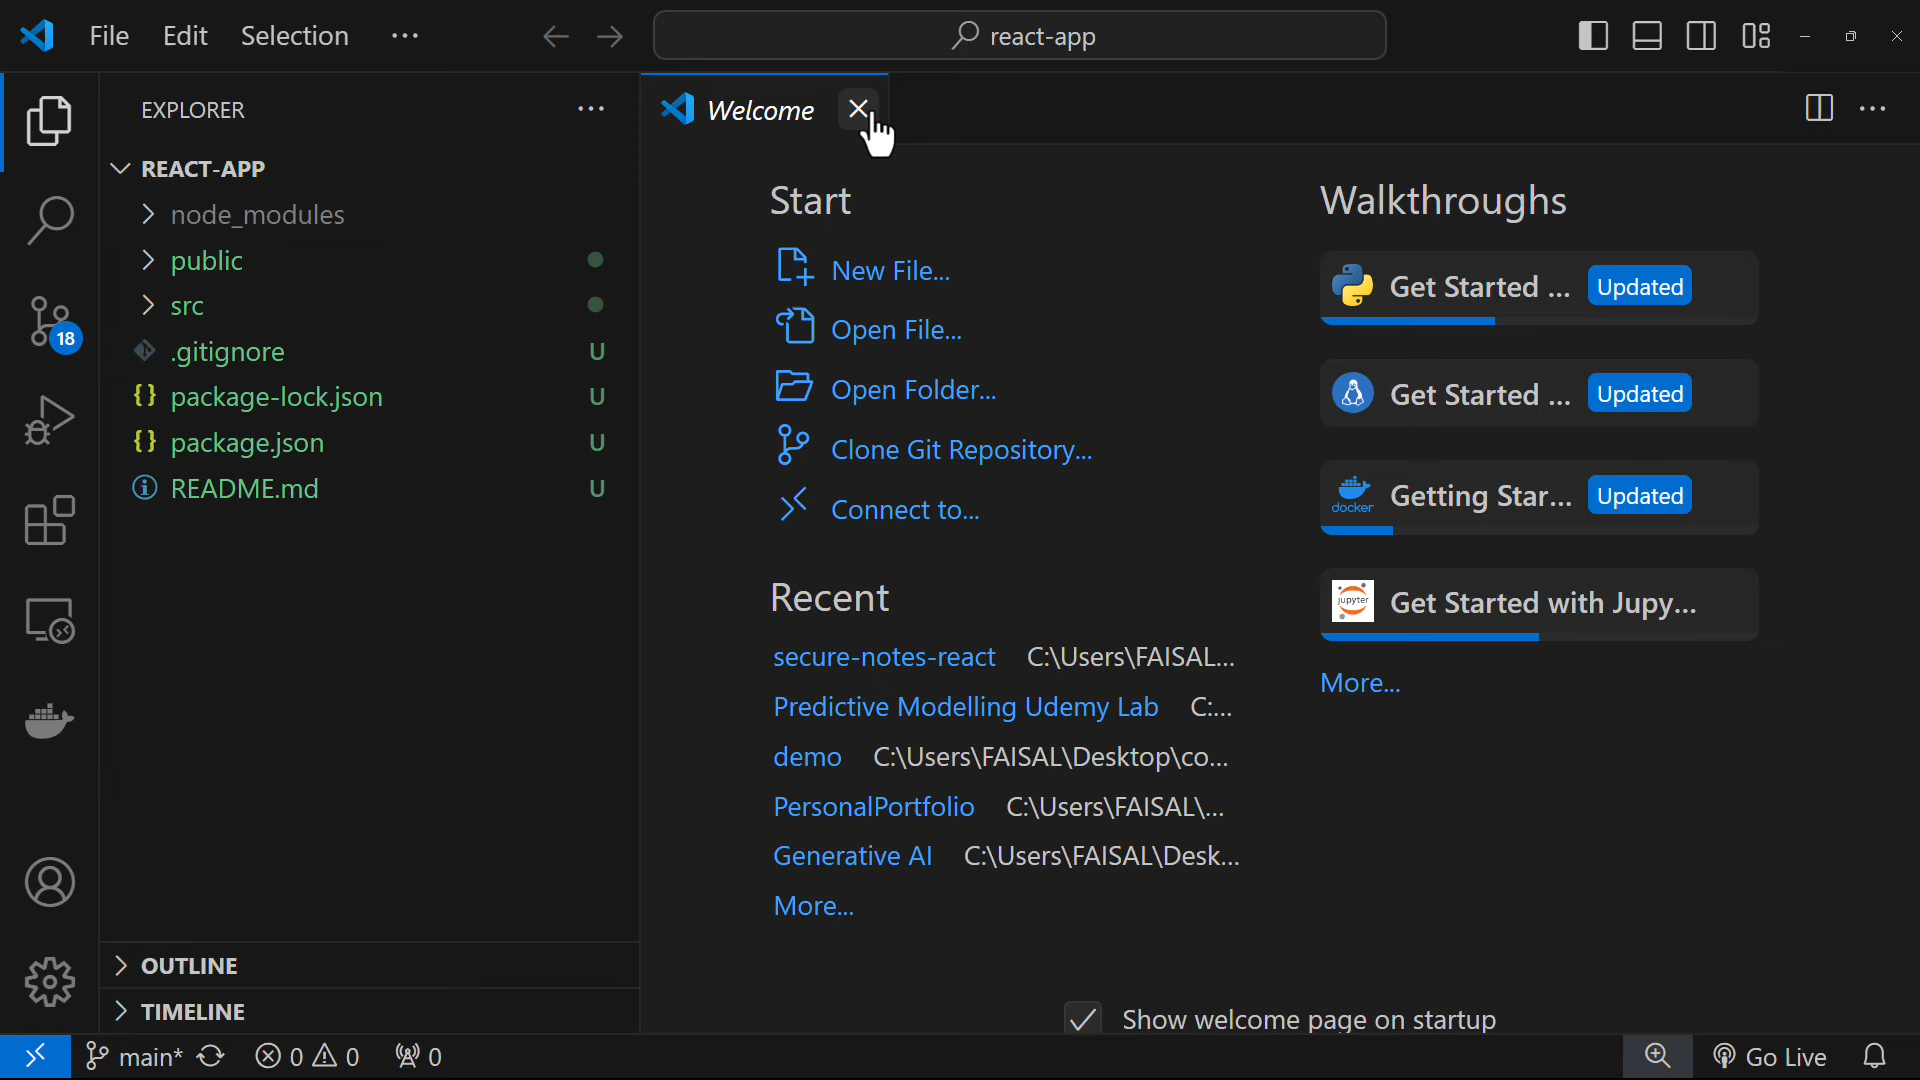 File Edit Selection ...
react-app
EXPLORER ...
Welcome
REACT-APP
node_modules
public
src
.gitignore U
{} package-lock.json U
{} package.json U
README.md U
OUTLINE
TIMELINE
18
Start
New File...
Open File...
Open Folder...
Clone Git Repository...
Connect to...
Recent
secure-notes-react C:\Users\FAISAL...
Predictive Modelling Udemy Lab C:...
demo C:\Users\FAISAL\Desktop\co...
PersonalPortfolio C:\Users\FAISAL\...
Generative AI C:\Users\FAISAL\Desk...
More...
Walkthroughs
Get Started ... Updated
Get Started ... Updated
docker Getting Star... Updated
jupyter Get Started with Jupy...
More...
Show welcome page on startup
main* 0 0 0 Go Live